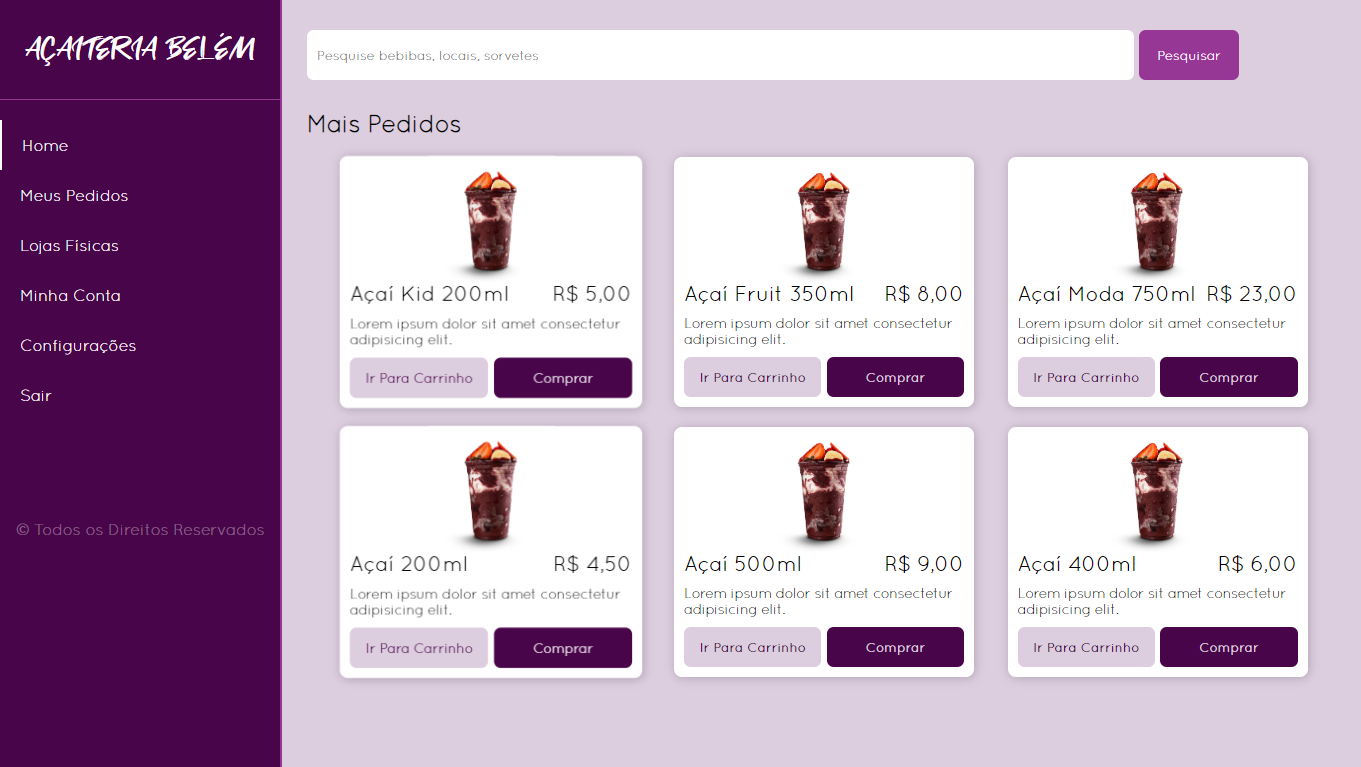 AÇAITERIA BELÉM
Home
Meus Pedidos
Lojas Físicas
Minha Conta
Configurações
Sair
© Todos os Direitos Reservados
Pesquise bebibas, locais, sorvetes
Pesquisar
Mais Pedidos
Açaí Kid 200ml R$ 5,00
Lorem ipsum dolor sit amet consectetur
adipisicing elit.
Ir Para Carrinho Comprar
Açaí Fruit 350ml R$ 8,00
Lorem ipsum dolor sit amet consectetur
adipisicing elit.
Ir Para Carrinho Comprar
Açaí Moda 750ml R$ 23,00
Lorem ipsum dolor sit amet consectetur
adipisicing elit.
Ir Para Carrinho Comprar
Açaí 200ml R$ 4,50
Lorem ipsum dolor sit amet consectetur
adipisicing elit.
Ir Para Carrinho Comprar
Açaí 500ml R$ 9,00
Lorem ipsum dolor sit amet consectetur
adipisicing elit.
Ir Para Carrinho Comprar
Açaí 400ml R$ 6,00
Lorem ipsum dolor sit amet consectetur
adipisicing elit.
Ir Para Carrinho Comprar